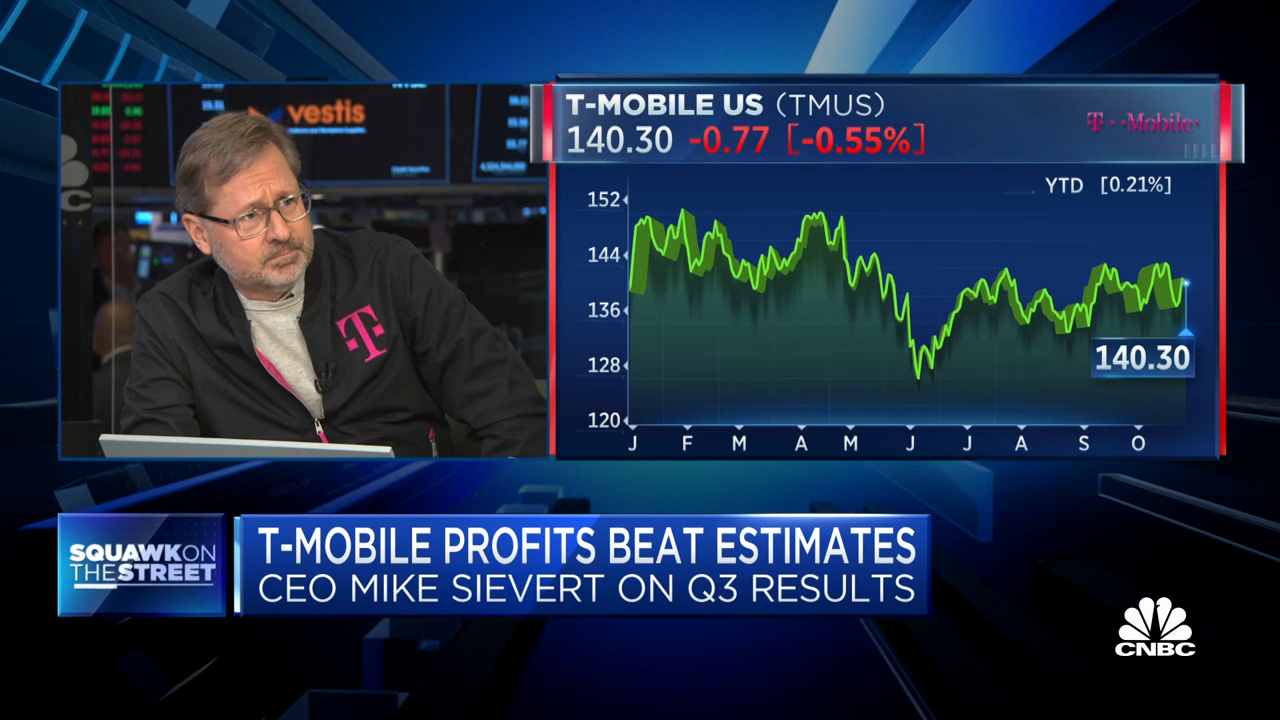 vestis
T-MOBILE US (TMUS)
140.30 -0.77 [-0.55%]
T··Mobile·
YTD [0.21%]
152
144
136
128
120
J F M A M J J A S O
140.30
T
C
SQUAWK ON
THE STREET
T-MOBILE PROFITS BEAT ESTIMATES
CEO MIKE SIEVERT ON Q3 RESULTS
CNBC